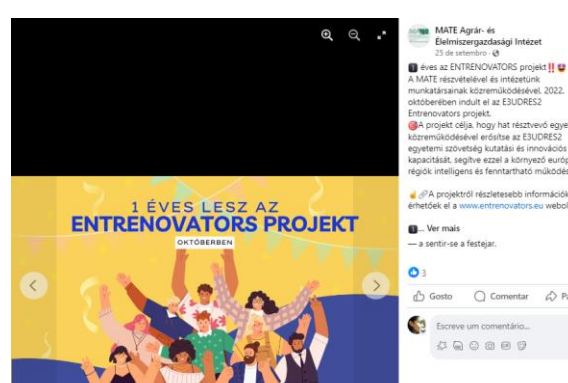 1 ÉVES LESZ AZ
ENTRENOVATORS PROJEKT
OKTÓBERBEN
MATE Agrár- és
Élelmiszergazdasági Intézet
25 de setembro ·
1 éves az ENTRENOVATORS projekt‼
A MATE részvételével és intézetünk
munkatársainak közreműködésével, 2022.
októberében indult el az E3UDRES2
Entrenovators projekt.
A projekt célja, hogy hat résztvevő egye
közreműködésével erősítse az E3UDRES2
egyetemi szövetség kutatási és innovációs
kapacitását, segítve ezzel a környező európ
régiók intelligens és fenntartható működés
A projektről részletesebb információk
érhetőek el a www.entrenovators.eu webol
... Ver mais
— a sentir-se a festejar.
3
Gosto Comentar Pa
Escreve um comentário...